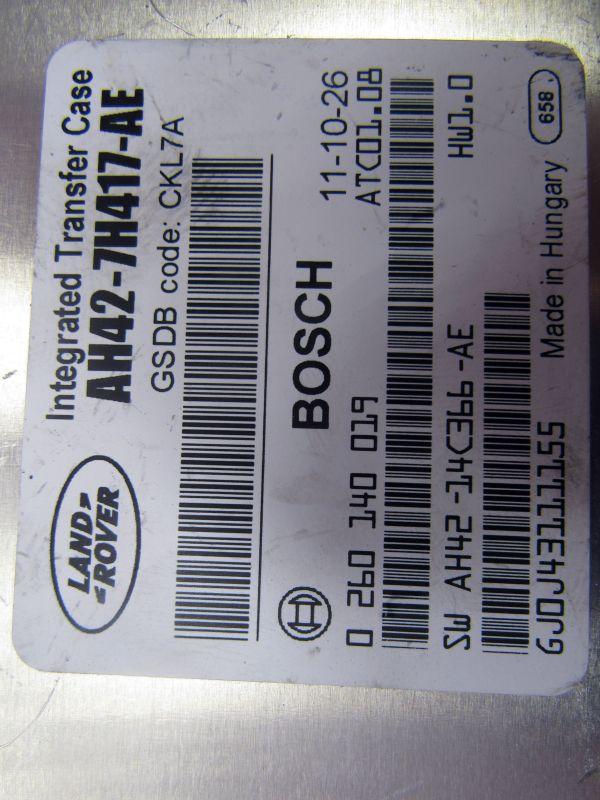 LAND
ROVER
Integrated Transfer Case
AH42-7H417-AE
GSDB code: CKL7A
BOSCH
11-10-26
0 260 140 019
ATC01.08
SW AH42 -14C366 -AE
HW1.0
GJ0J43111155
Made in Hungary
658